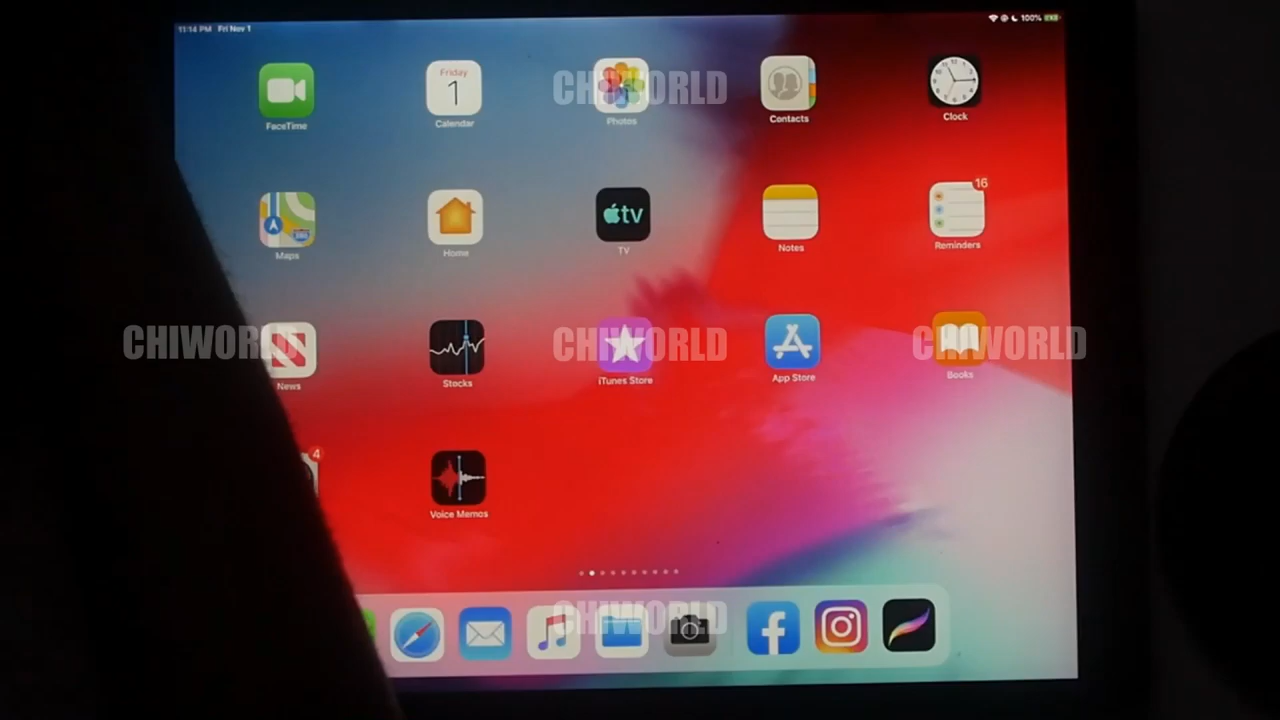 11:14 PM Fri Nov 1
100%
FaceTime
Friday
1
Calendar
CHIWORLD
Photos
Contacts
Clock
Maps
Home
tv
TV
Notes
16
Reminders
CHIWORLD
News
Stocks
CHIWORLD
iTunes Store
App Store
CHIWORLD
Books
4
Voice Memos
CHIWORLD